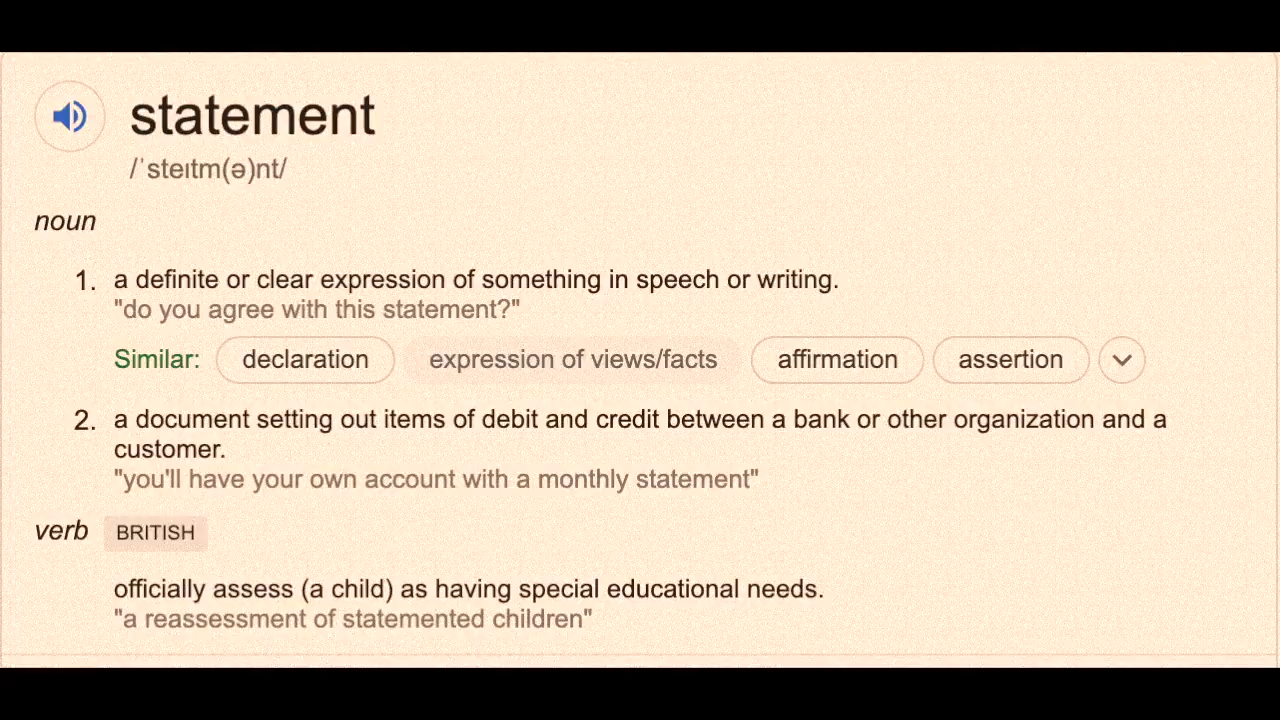 statement
/ˈsteɪtm(ə)nt/
noun
1. a definite or clear expression of something in speech or writing.
"do you agree with this statement?"
Similar: declaration expression of views/facts affirmation assertion
2. a document setting out items of debit and credit between a bank or other organization and a
customer.
"you'll have your own account with a monthly statement"
verb BRITISH
officially assess (a child) as having special educational needs.
"a reassessment of statemented children"